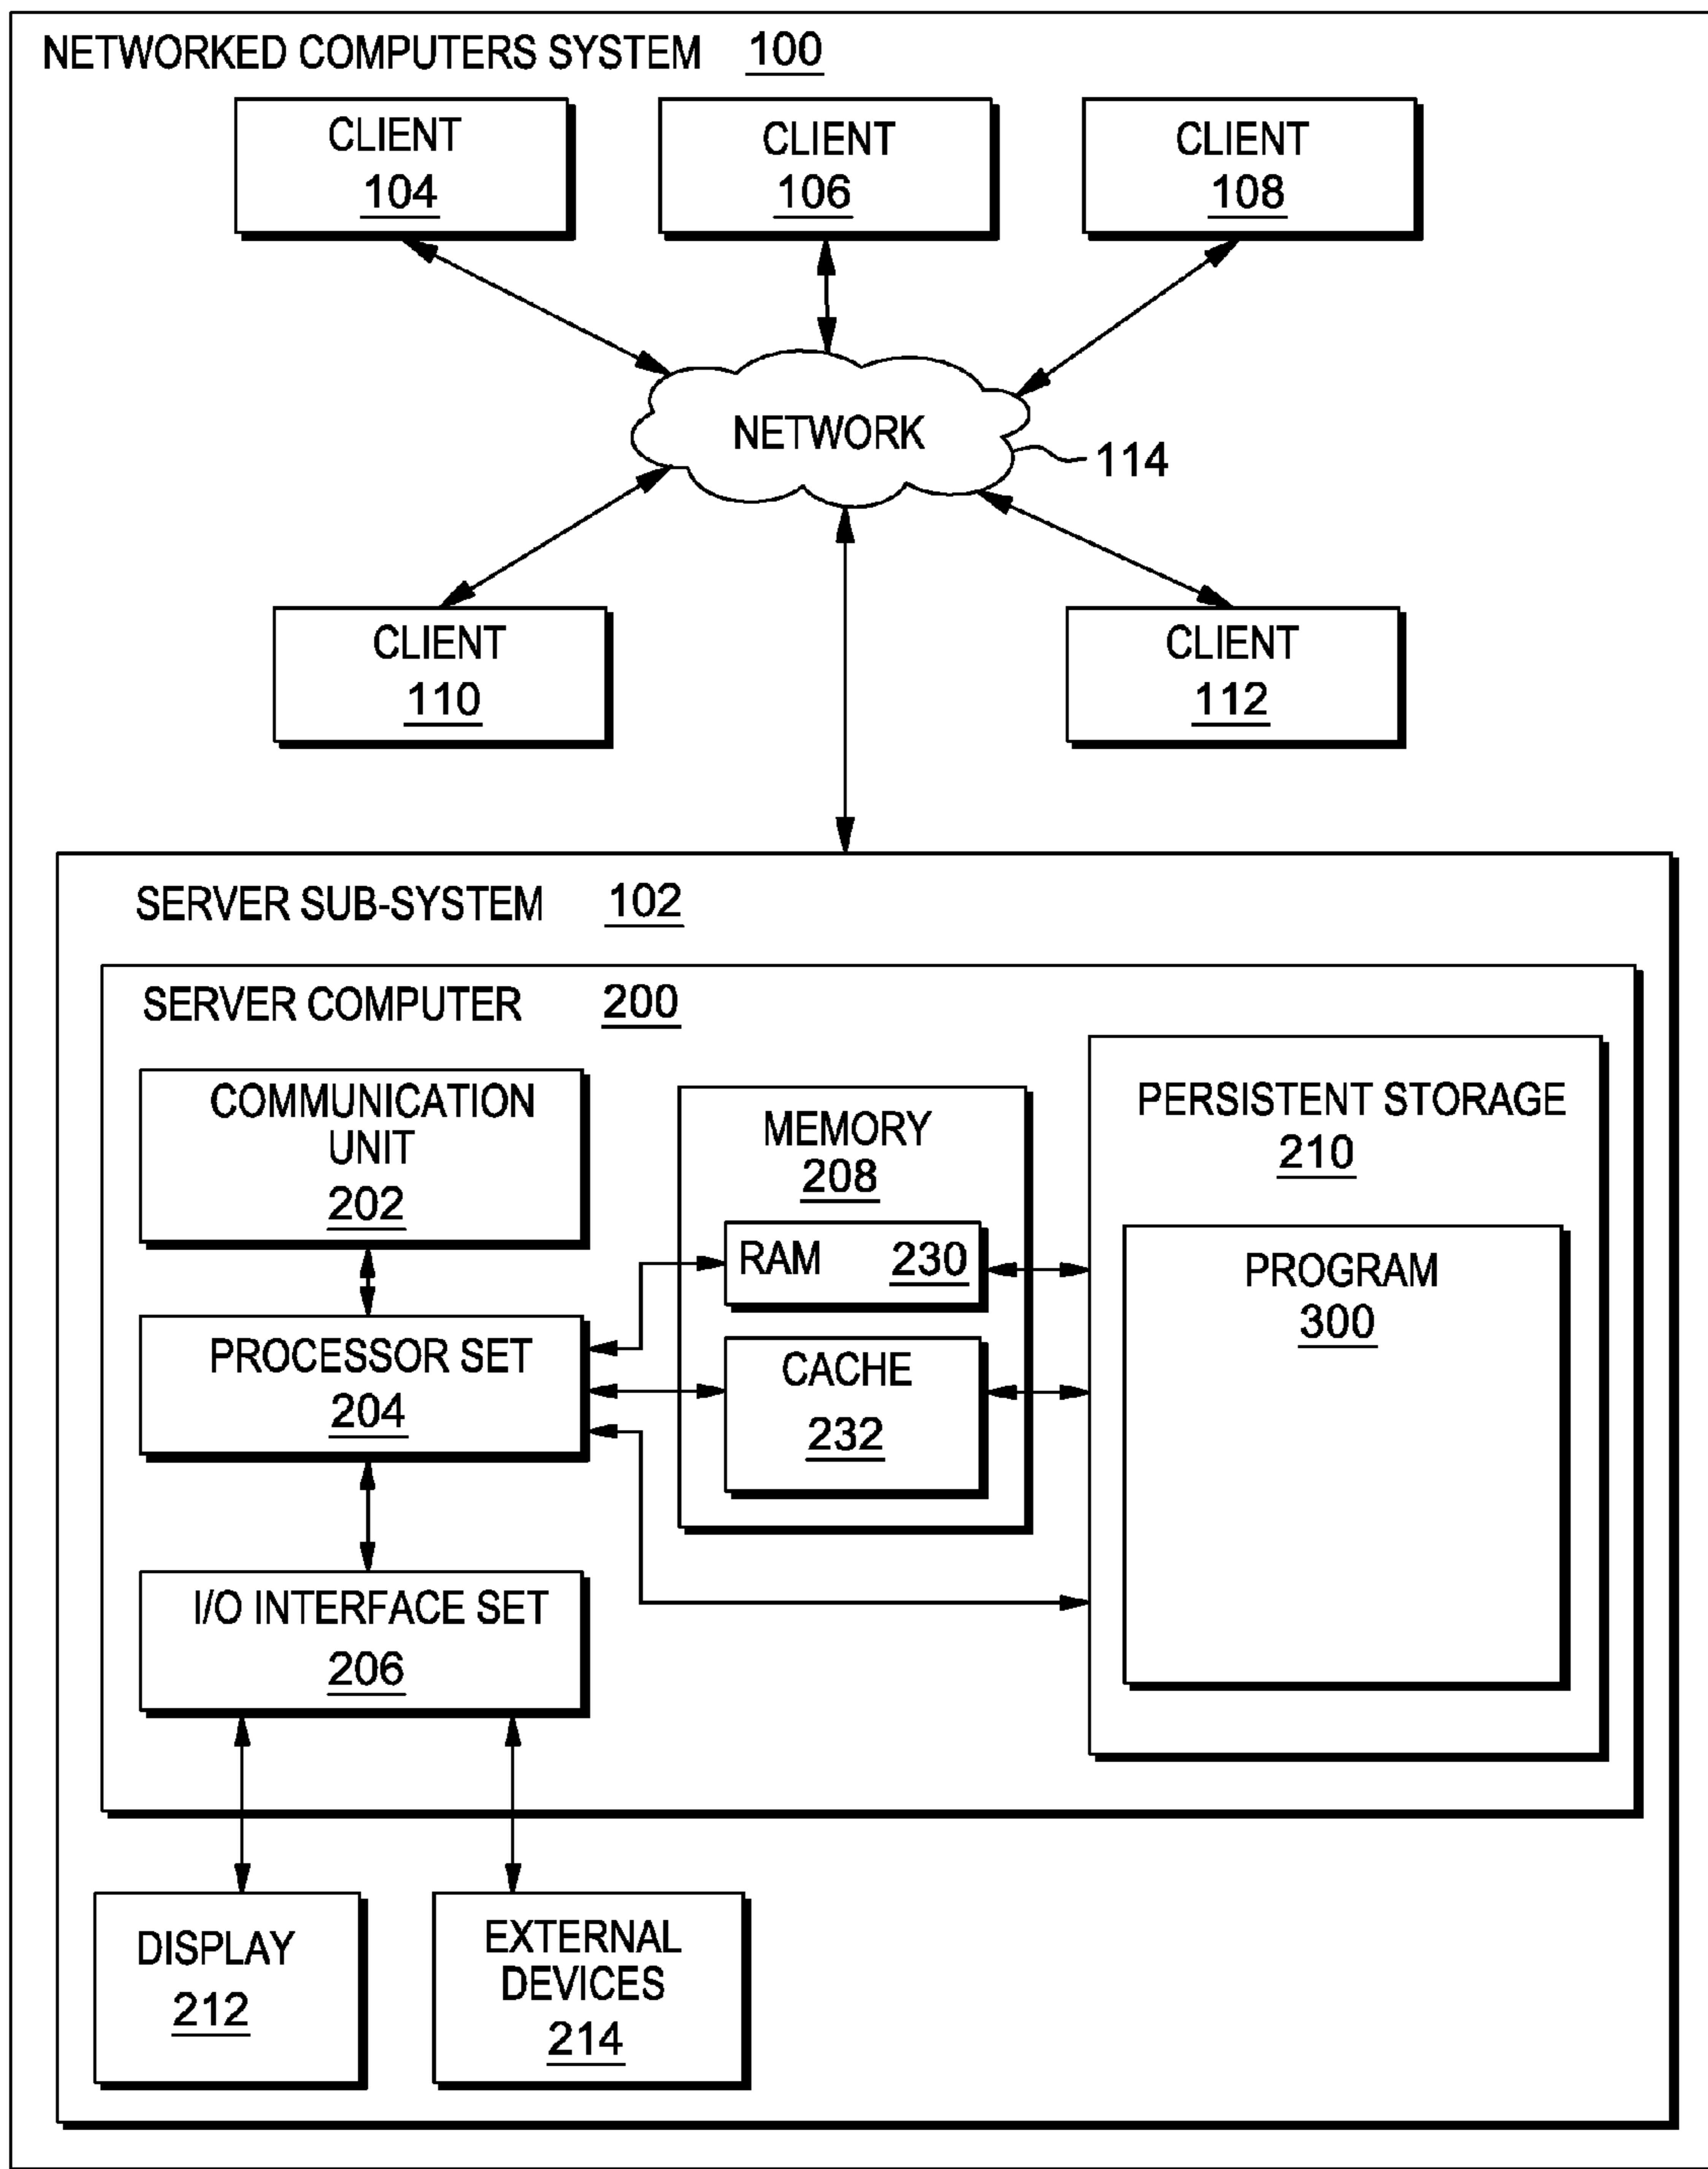 NETWORKED COMPUTERS SYSTEM 100
CLIENT
104
CLIENT
106
CLIENT
108
NETWORK
114
CLIENT
110
CLIENT
112
SERVER SUB-SYSTEM 102
SERVER COMPUTER 200
COMMUNICATION
UNIT
202
PROCESSOR SET
204
I/O INTERFACE SET
206
MEMORY
208
RAM 230
CACHE
232
PERSISTENT STORAGE
210
PROGRAM
300
DISPLAY
212
EXTERNAL
DEVICES
214